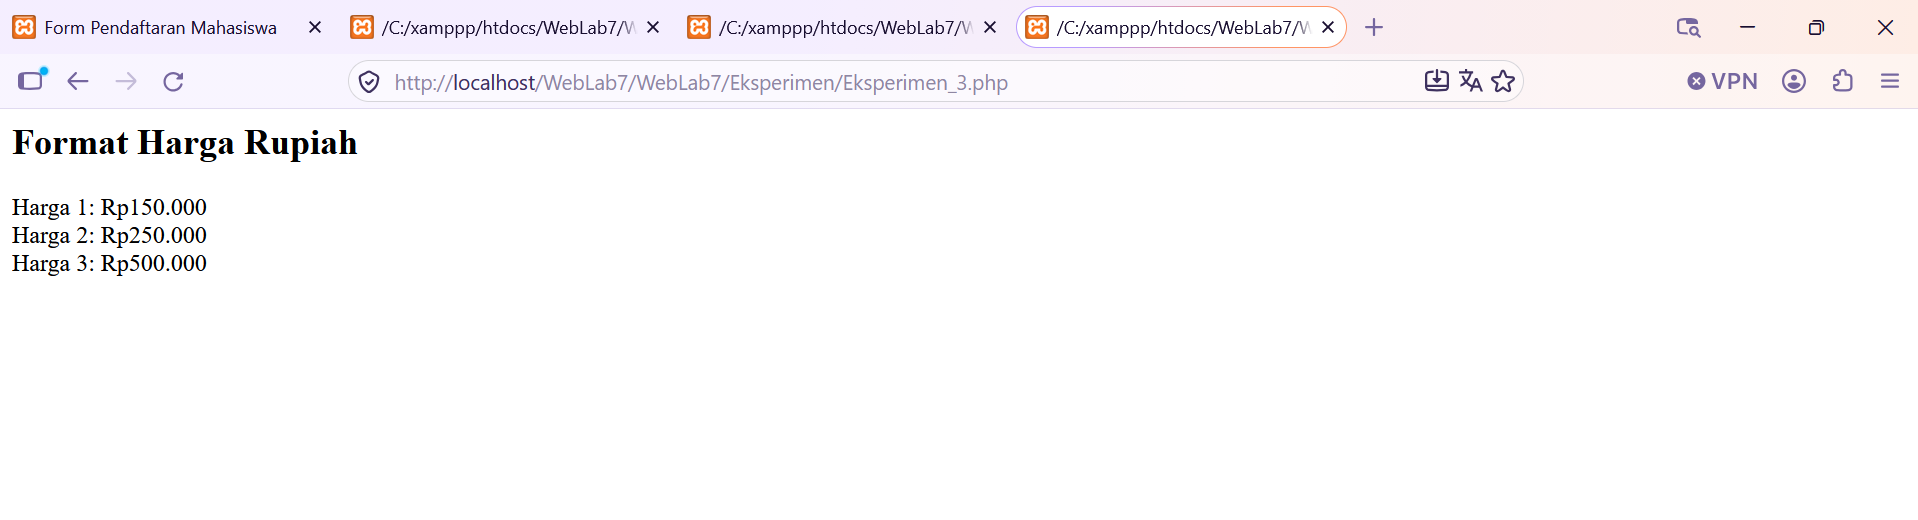 Form Pendaftaran Mahasiswa
/C:/xamppp/htdocs/WebLab7/W
/C:/xamppp/htdocs/WebLab7/W
/C:/xamppp/htdocs/WebLab7/W
http://localhost/WebLab7/WebLab7/Eksperimen/Eksperimen_3.php
VPN
Format Harga Rupiah
Harga 1: Rp150.000
Harga 2: Rp250.000
Harga 3: Rp500.000